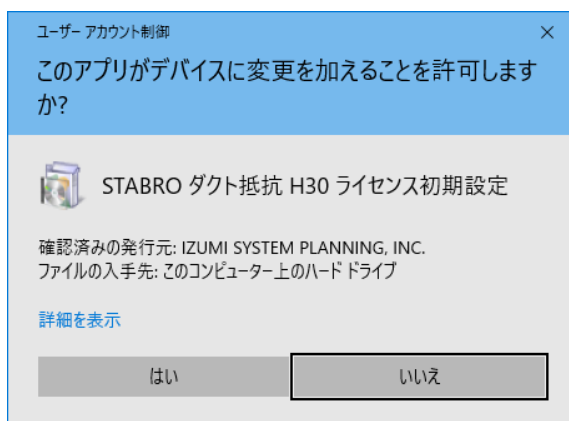 ユーザー アカウント制御
このアプリがデバイスに変更を加えることを許可します
か?
STABRO ダクト抵抗 H30 ライセンス初期設定
確認済みの発行元: IZUMI SYSTEM PLANNING, INC.
ファイルの入手先: このコンピューター上のハード ドライブ
詳細を表示
はい
いいえ